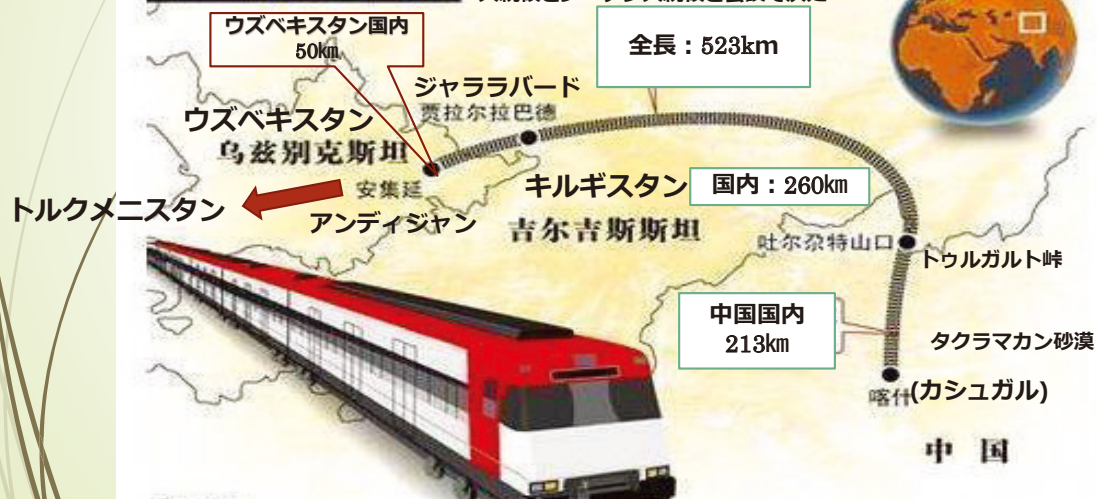 ウズベキスタン国内
50㎞
全長：523km
ジャララバード
贾拉尔拉巴德
ウズベキスタン
乌兹别克斯坦
安集延
アンディジャン
トルクメニスタン
キルギスタン
国内：260㎞
吉尔吉斯斯坦
吐尔尕特山口
トゥルガルト峠
中国国内
213㎞
タクラマカン砂漠
喀什
(カシュガル)
中 国